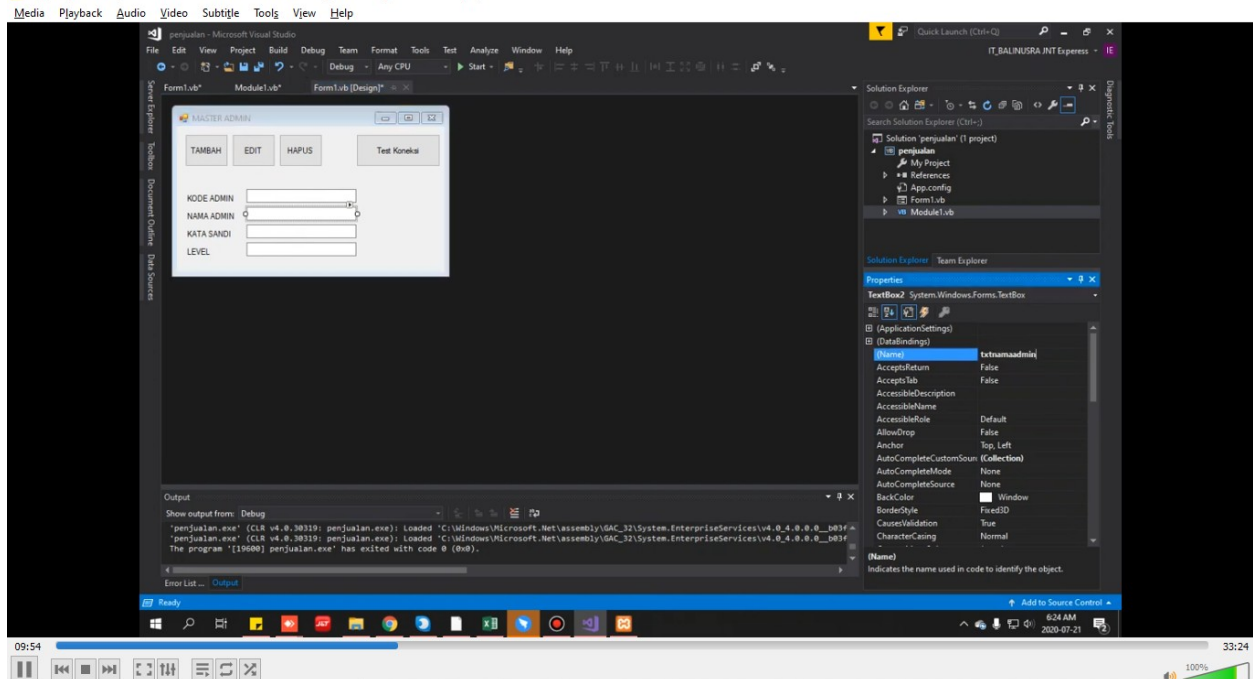 Media Playback Audio Video Subtitle Tools View Help
penjualan - Microsoft Visual Studio
Quick Launch (Ctrl+Q)
File Edit View Project Build Debug Team Format Tools Test Analyze Window Help
IT_BALINUSRA JNT Experess
IE
Debug Any CPU Start
Server Explorer
Toolbox
Document Outline
Data Sources
Form1.vb* Module1.vb* Form1.vb [Design]*
MASTER ADMIN
TAMBAH EDIT HAPUS Test Koneksi
KODE ADMIN
NAMA ADMIN
KATA SANDI
LEVEL
Solution Explorer
Search Solution Explorer (Ctrl+;)
Solution 'penjualan' (1 project)
penjualan
My Project
References
App.config
Form1.vb
Module1.vb
Solution Explorer Team Explorer
Diagnostic Tools
Properties
TextBox2 System.Windows.Forms.TextBox
(ApplicationSettings)
(DataBindings)
(Name) txtnamaadmin
AcceptsReturn False
AcceptsTab False
AccessibleDescription
AccessibleName
AccessibleRole Default
AllowDrop False
Anchor Top, Left
AutoCompleteCustomSour (Collection)
AutoCompleteMode None
AutoCompleteSource None
BackColor Window
BorderStyle Fixed3D
CausesValidation True
CharacterCasing Normal
(Name)
Indicates the name used in code to identify the object.
Output
Show output from: Debug
'penjualan.exe' (CLR v4.0.30319: penjualan.exe): Loaded 'C:\Windows\Microsoft.Net\assembly\GAC_32\System.EnterpriseServices\v4.0_4.0.0.0__b03f
'penjualan.exe' (CLR v4.0.30319: penjualan.exe): Loaded 'C:\Windows\Microsoft.Net\assembly\GAC_32\System.EnterpriseServices\v4.0_4.0.0.0__b03f
The program '[19600] penjualan.exe' has exited with code 0 (0x0).
Error List ... Output
Ready
Add to Source Control
6:24 AM
2020-07-21
09:54
33:24
100%